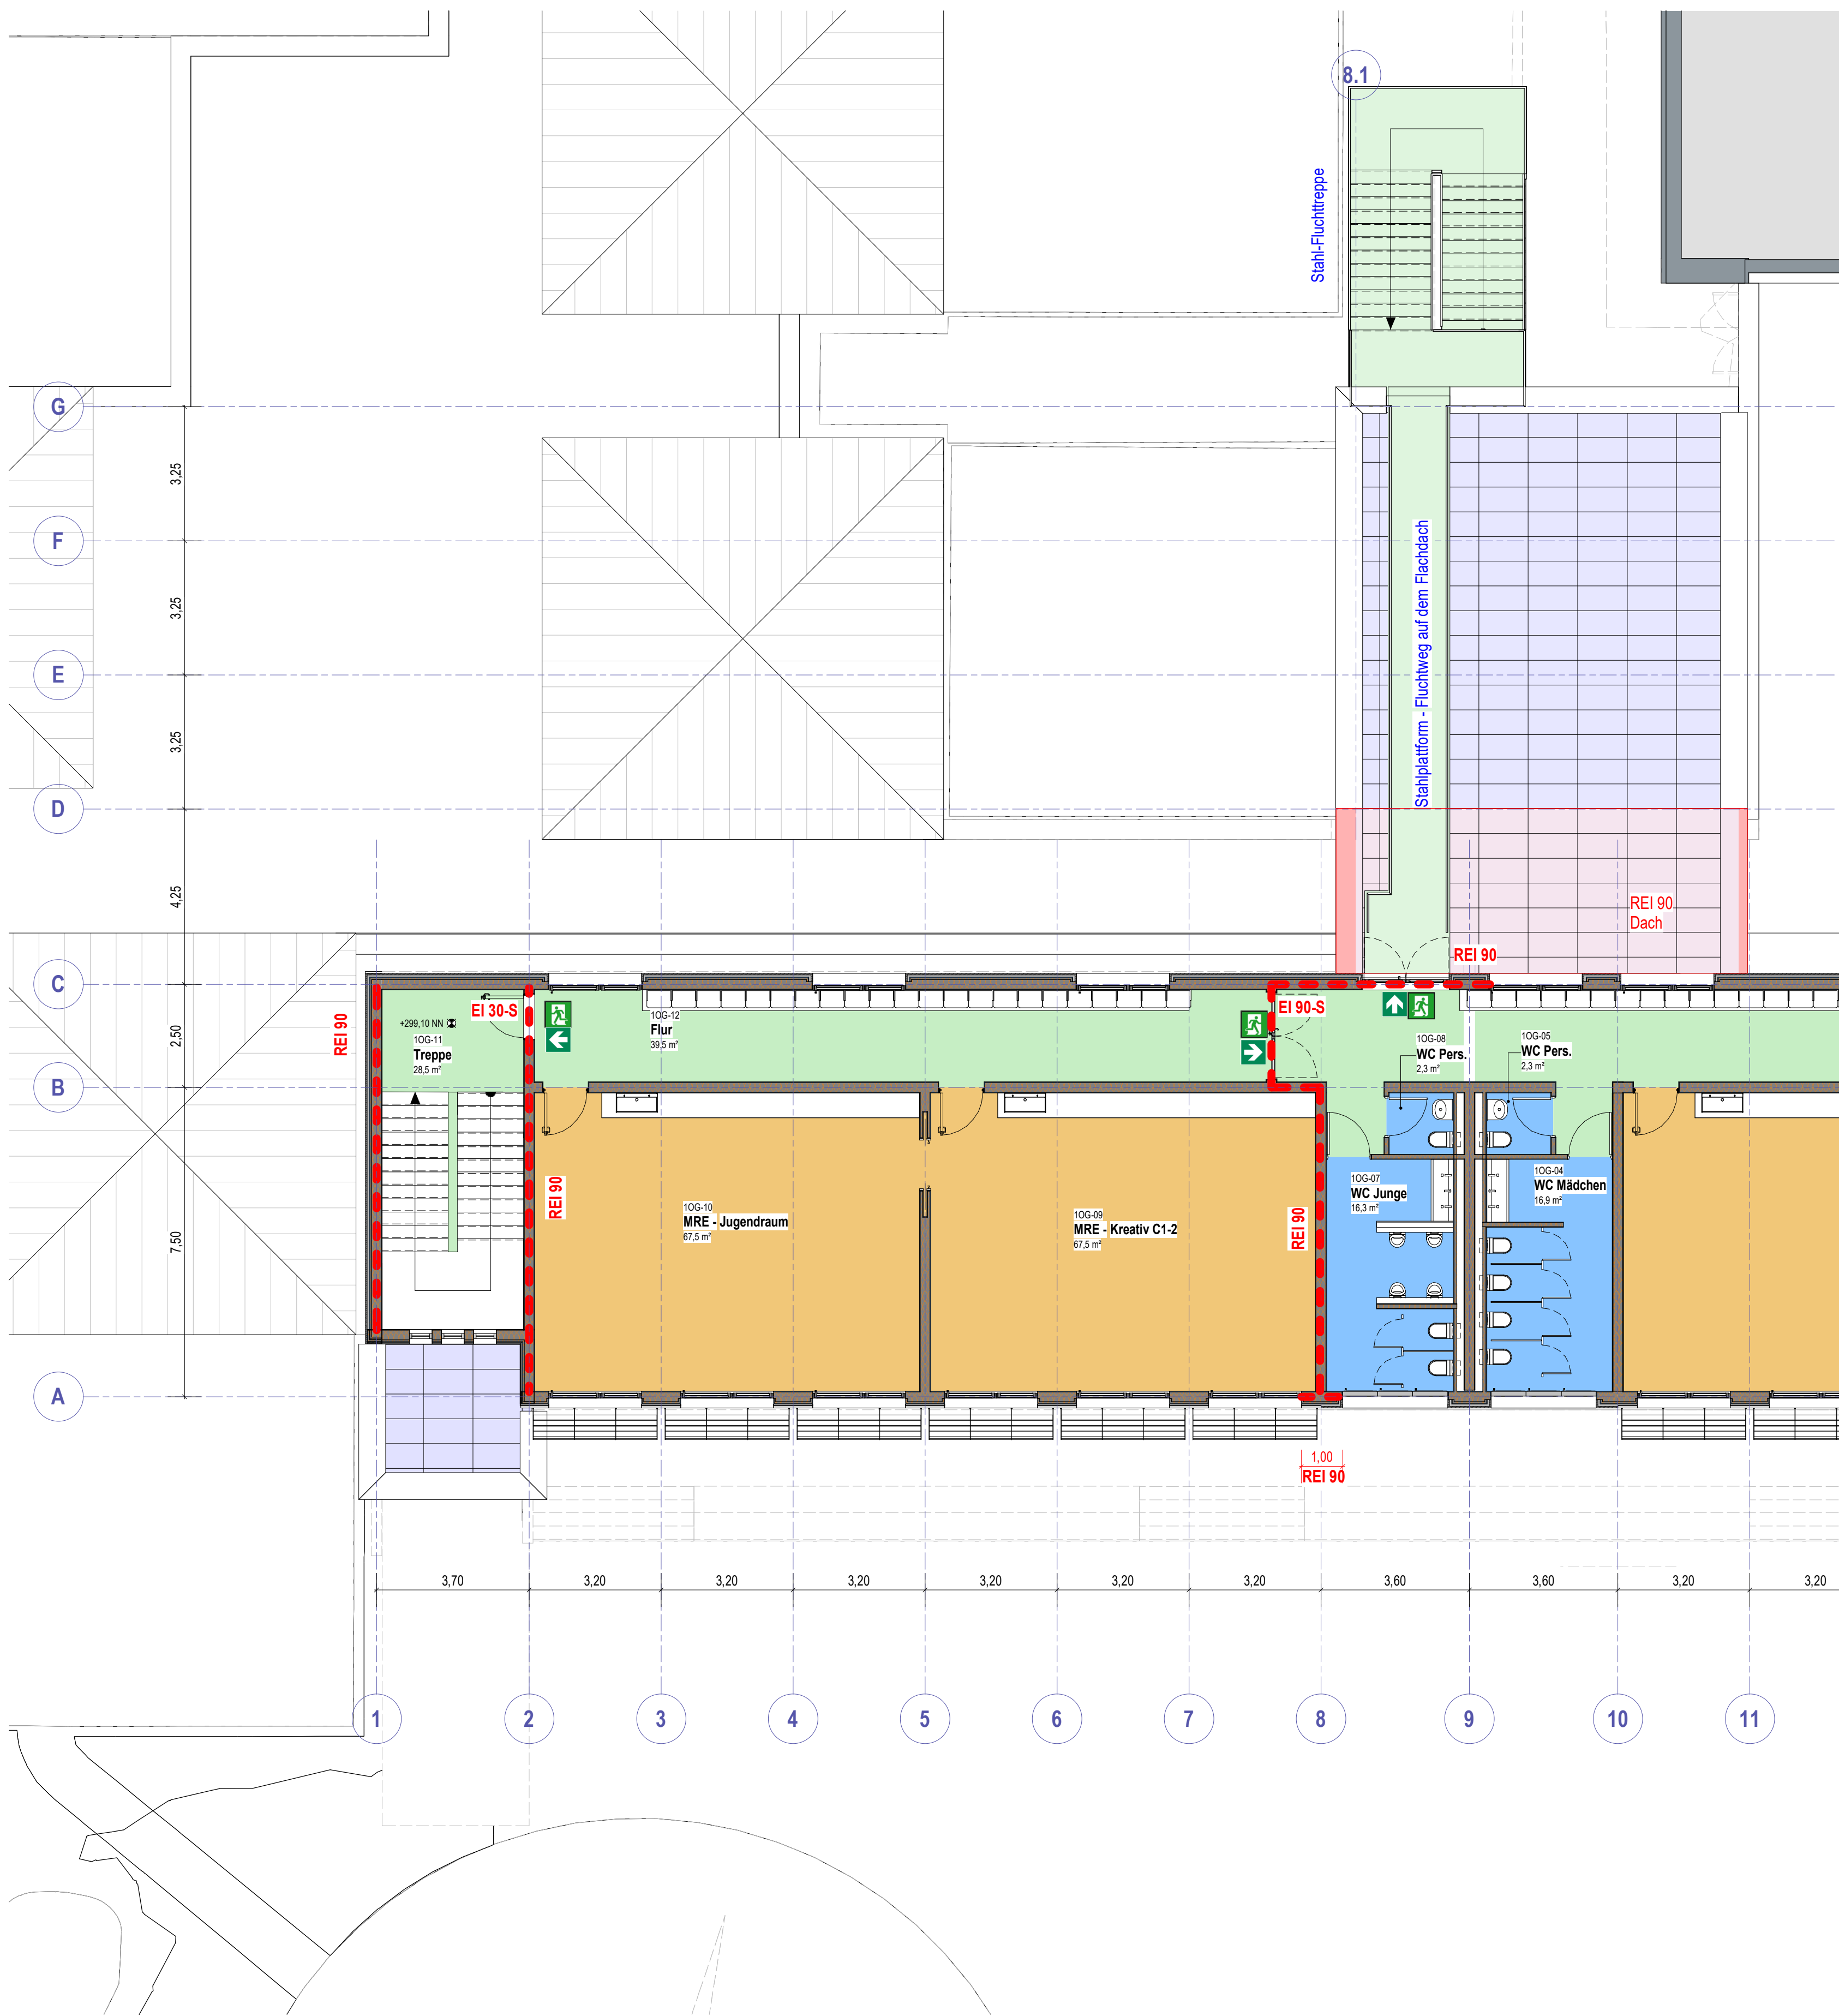 8.1
Stahl-Fluchttreppe
G
3,25
F
3,25
Stahlplattform - Fluchtweg auf dem Flachdach
E
3,25
D
4,25
REI 90
Dach
REI 90
C
REI 90
+299,10 NN
1OG-11
Treppe
28,5 m²
EI 30-S
1OG-12
Flur
39,5 m²
EI 90-S
1OG-08
WC Pers.
2,3 m²
1OG-05
WC Pers.
2,3 m²
2,50
B
7,50
REI 90
1OG-10
MRE - Jugendraum
67,5 m²
1OG-09
MRE - Kreativ C1-2
67,5 m²
REI 90
1OG-07
WC Junge
16,3 m²
1OG-04
WC Mädchen
16,9 m²
A
1,00
REI 90
3,70
3,20
3,20
3,20
3,20
3,20
3,20
3,60
3,60
3,20
3,20
1
2
3
4
5
6
7
8
9
10
11